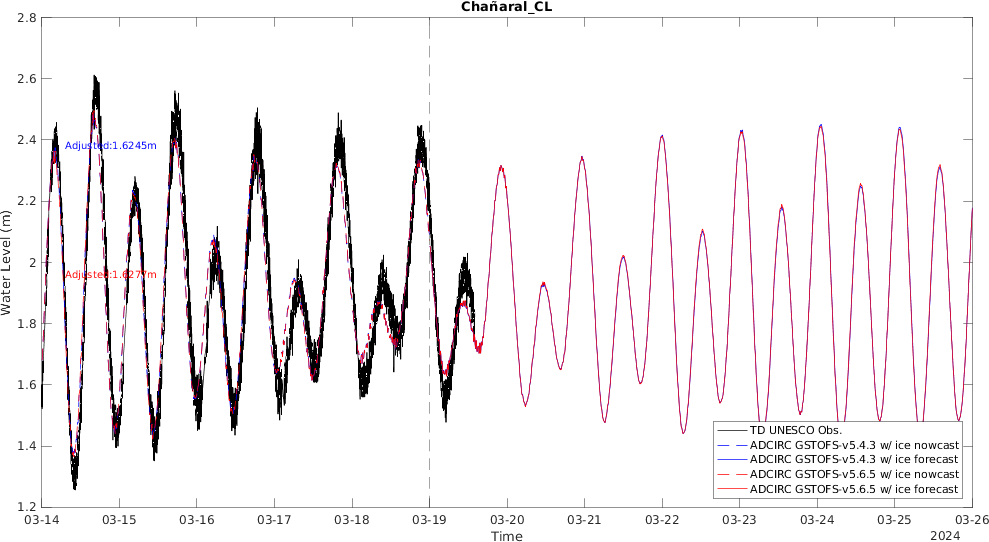 Chañaral_CL
2.8
2.6
2.4
2.2
2
1.8
1.6
1.4
1.2
Water Level (m)
Adjusted:1.6245m
Adjusted:1.6277m
TD UNESCO Obs.
ADCIRC GSTOFS-v5.4.3 w/ ice nowcast
ADCIRC GSTOFS-v5.4.3 w/ ice forecast
ADCIRC GSTOFS-v5.6.5 w/ ice nowcast
ADCIRC GSTOFS-v5.6.5 w/ ice forecast
03-14 03-15 03-16 03-17 03-18 03-19 03-20 03-21 03-22 03-23 03-24 03-25 03-26
Time
2024